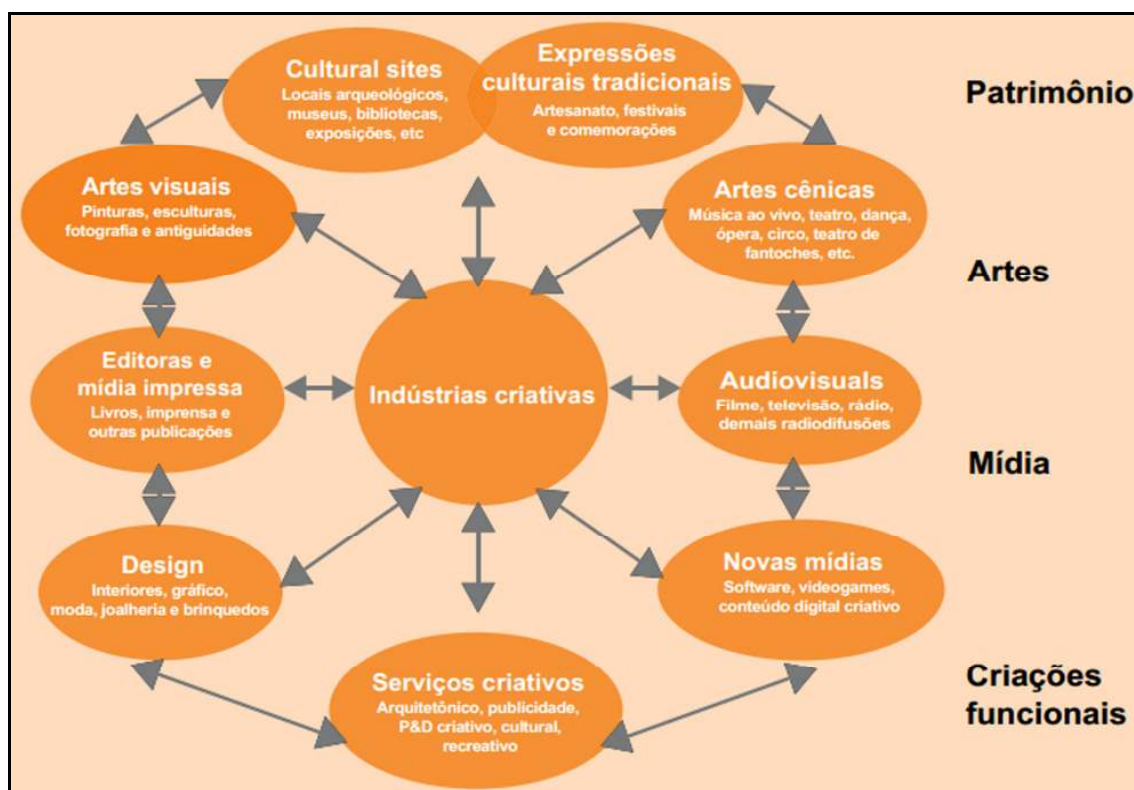 Cultural sites
Locais arqueológicos,
museus, bibliotecas,
exposições, etc
Expressões
culturais tradicionais
Artesanato, festivais
e comemorações
Patrimônio
Artes visuais
Pinturas, esculturas,
fotografia e antiguidades
Artes cênicas
Música ao vivo, teatro, dança,
ópera, circo, teatro de
fantoches, etc.
Artes
Editoras e
mídia impressa
Livros, imprensa e
outras publicações
Indústrias criativas
Audiovisuals
Filme, televisão, rádio,
demais radiodifusões
Mídia
Design
Interiores, gráfico,
moda, joalheria e brinquedos
Novas mídias
Software, videogames,
conteúdo digital criativo
Serviços criativos
Arquitetônico, publicidade,
P&D criativo, cultural,
recreativo
Criações
funcionais